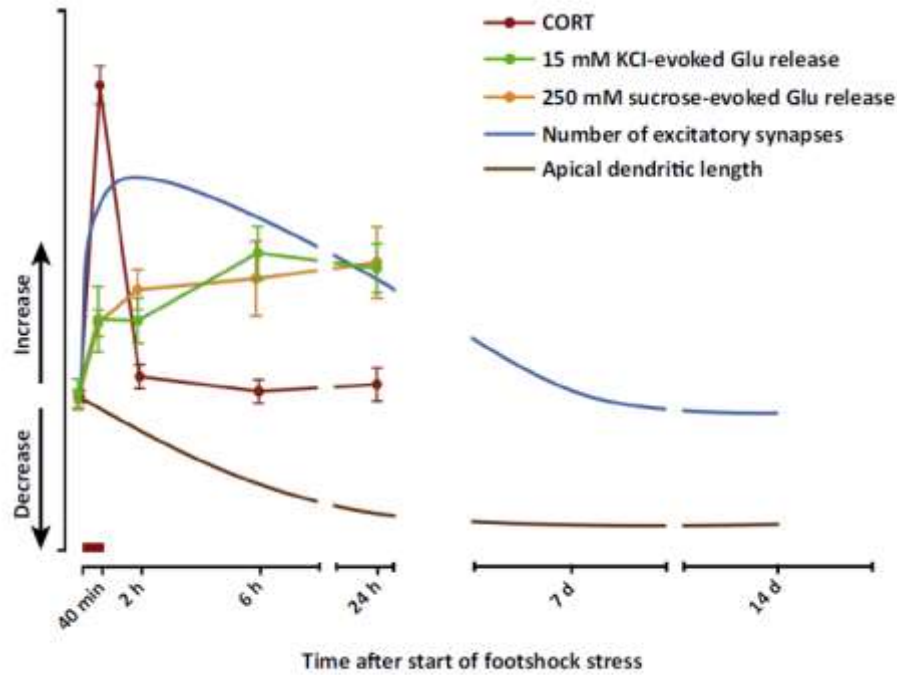 CORT
15 mM KCl-evoked Glu release
250 mM sucrose-evoked Glu release
Number of excitatory synapses
Apical dendritic length
Increase
Decrease
40 min
2 h
6 h
24 h
7 d
14 d
Time after start of footshock stress